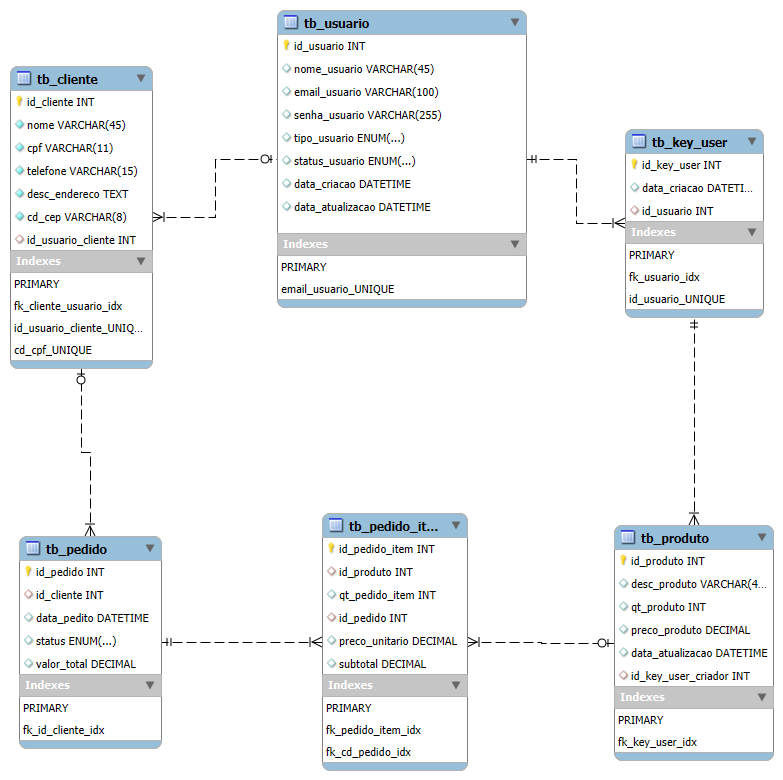 tb_usuario
id_usuario INT
nome_usuario VARCHAR(45)
email_usuario VARCHAR(100)
senha_usuario VARCHAR(255)
tipo_usuario ENUM(...)
status_usuario ENUM(...)
data_criacao DATETIME
data_atualizacao DATETIME
Indexes
PRIMARY
email_usuario_UNIQUE
tb_cliente
id_cliente INT
nome VARCHAR(45)
cpf VARCHAR(11)
telefone VARCHAR(15)
desc_endereco TEXT
cd_cep VARCHAR(8)
id_usuario_cliente INT
Indexes
PRIMARY
fk_cliente_usuario_idx
id_usuario_cliente_UNIQ...
cd_cpf_UNIQUE
tb_key_user
id_key_user INT
data_criacao DATETI...
id_usuario INT
Indexes
PRIMARY
fk_usuario_idx
id_usuario_UNIQUE
tb_pedido
id_pedido INT
id_cliente INT
data_pedito DATETIME
status ENUM(...)
valor_total DECIMAL
Indexes
PRIMARY
fk_id_cliente_idx
tb_pedido_it...
id_pedido_item INT
id_produto INT
qt_pedido_item INT
id_pedido INT
preco_unitario DECIMAL
subtotal DECIMAL
Indexes
PRIMARY
fk_pedido_item_idx
fk_cd_pedido_idx
tb_produto
id_produto INT
desc_produto VARCHAR(4...
qt_produto INT
preco_produto DECIMAL
data_atualizacao DATETIME
id_key_user_criador INT
Indexes
PRIMARY
fk_key_user_idx